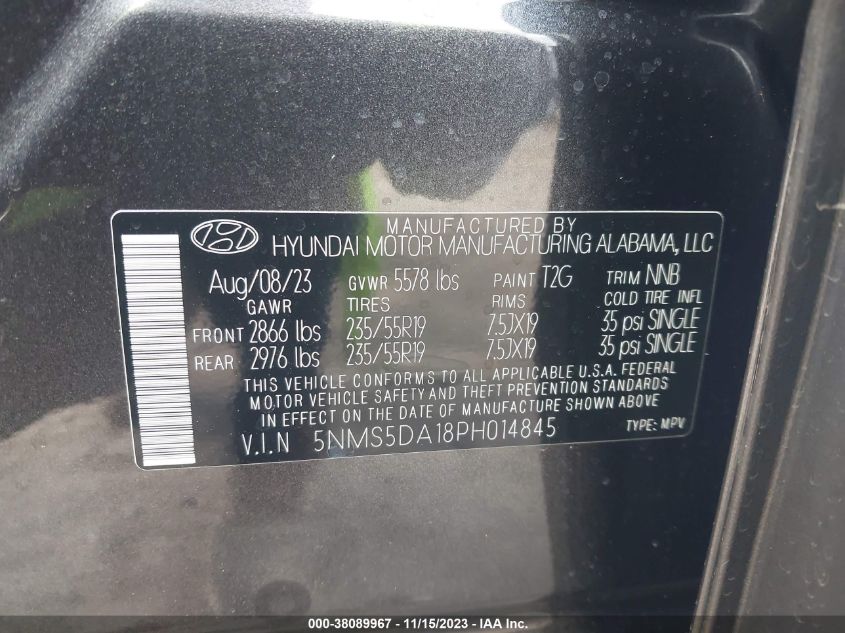 MANUFACTURED BY
HYUNDAI MOTOR MANUFACTURING ALABAMA, LLC
Aug/08/23 GVWR 5578 lbs PAINT T2G TRIM NNB
GAWR TIRES RIMS COLD TIRE INFL
FRONT 2866 lbs 235/55R19 7.5JX19 35 psi SINGLE
REAR 2976 lbs 235/55R19 7.5JX19 35 psi SINGLE
THIS VEHICLE CONFORMS TO ALL APPLICABLE U.S.A. FEDERAL
MOTOR VEHICLE SAFETY AND THEFT PREVENTION STANDARDS
IN EFFECT ON THE DATE OF MANUFACTURE SHOWN ABOVE.
V.I.N 5NMS5DA18PH014845 TYPE: MPV
000-38089967 - 11/15/2023 - IAA Inc.